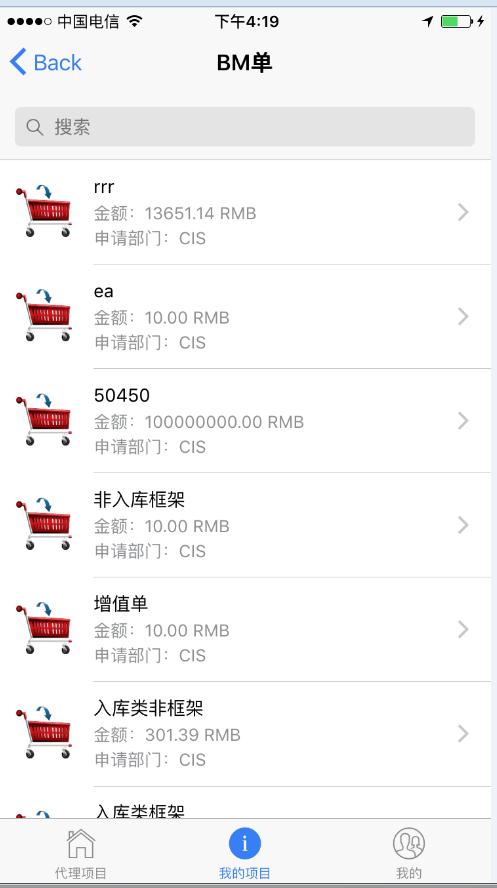 中国电信
下午4:19
Back
BM单
搜索
rrr
金额：13651.14 RMB
申请部门：CIS
ea
金额：10.00 RMB
申请部门：CIS
50450
金额：100000000.00 RMB
申请部门：CIS
非入库框架
金额：10.00 RMB
申请部门：CIS
增值单
金额：10.00 RMB
申请部门：CIS
入库类非框架
金额：301.39 RMB
申请部门：CIS
入库类框架
代理项目
我的项目
我的